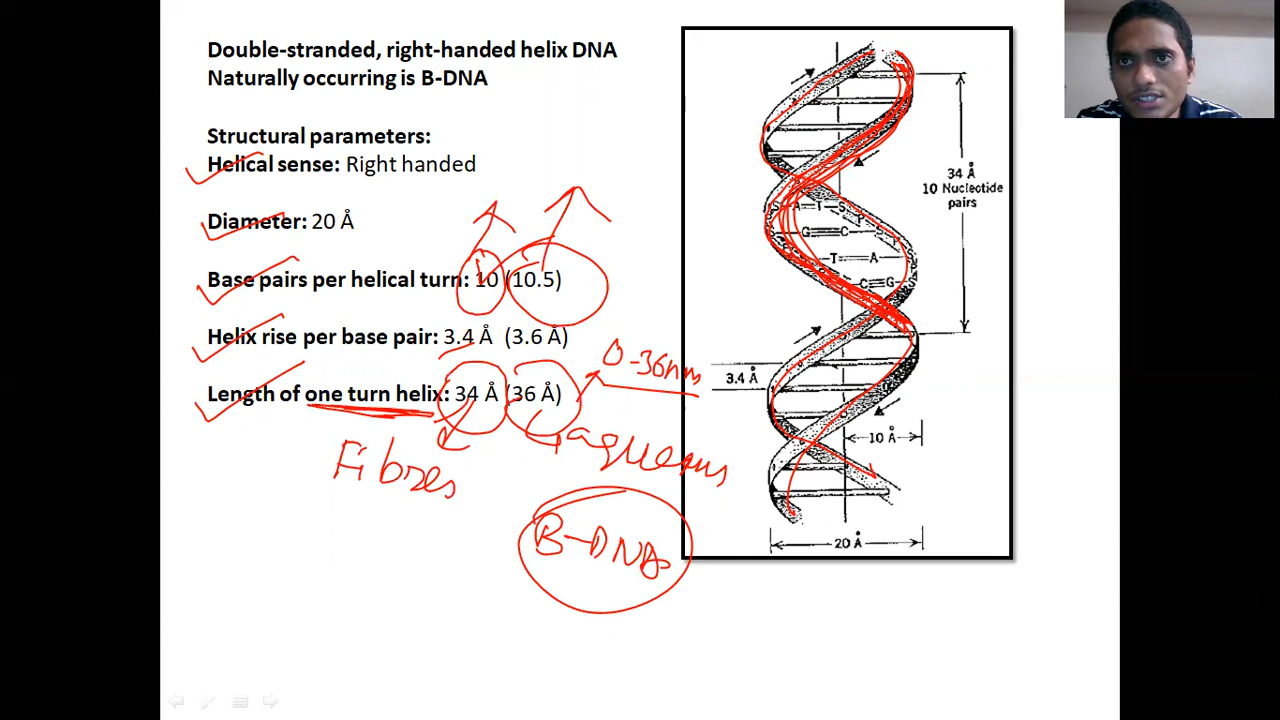 Double-stranded, right-handed helix DNA
Naturally occurring is B-DNA
Structural parameters:
Helical sense: Right handed
Diameter: 20 Å
Base pairs per helical turn: 10 (10.5)
Helix rise per base pair: 3.4 Å (3.6 Å)
Length of one turn helix: 34 Å (36 Å)
0-36nm
Fibres
aqueous
B-DNA
34 Å
10 Nucleotide
pairs
S-A-T-S
P
S-G≡C-S
P
T=A
S
C≡G
3.4 Å
10 Å
20 Å